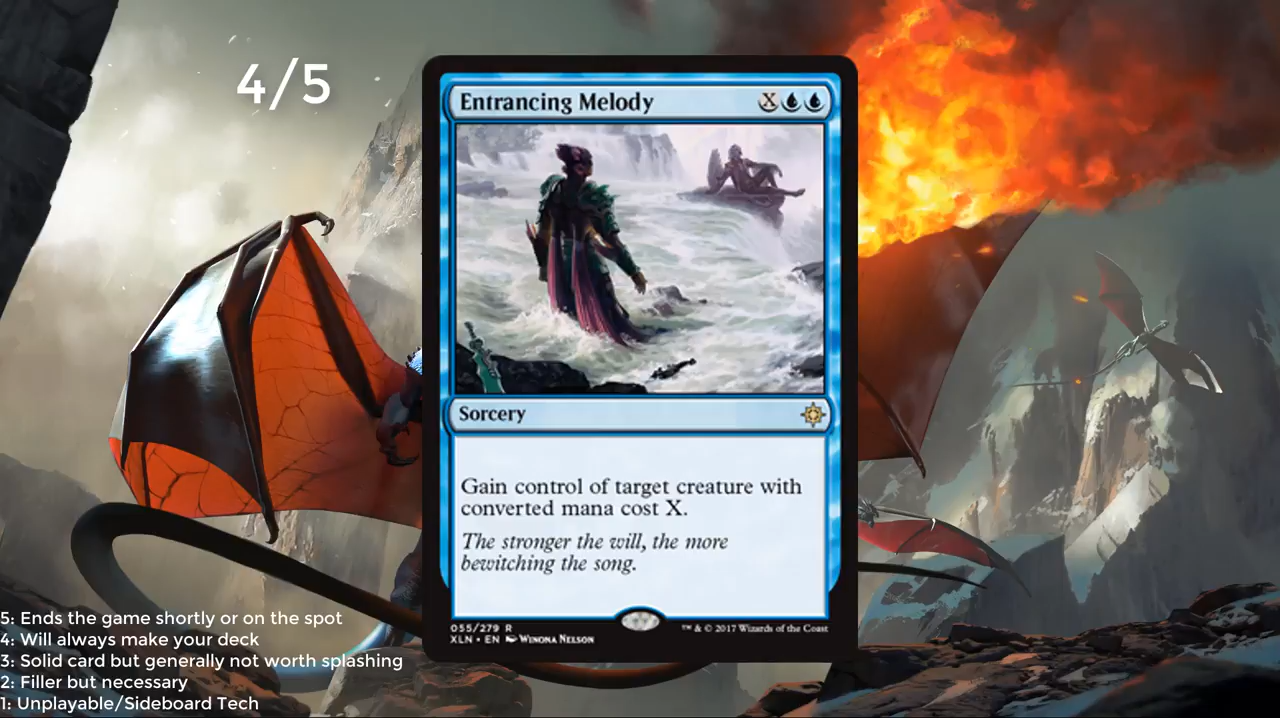 4/5
Entrancing Melody
X
Sorcery
Gain control of target creature with
converted mana cost X.
The stronger the will, the more
bewitching the song.
055/279 R
XLN • EN Winona Nelson
™ & © 2017 Wizards of the Coast
5: Ends the game shortly or on the spot
4: Will always make your deck
3: Solid card but generally not worth splashing
2: Filler but necessary
1: Unplayable/Sideboard Tech